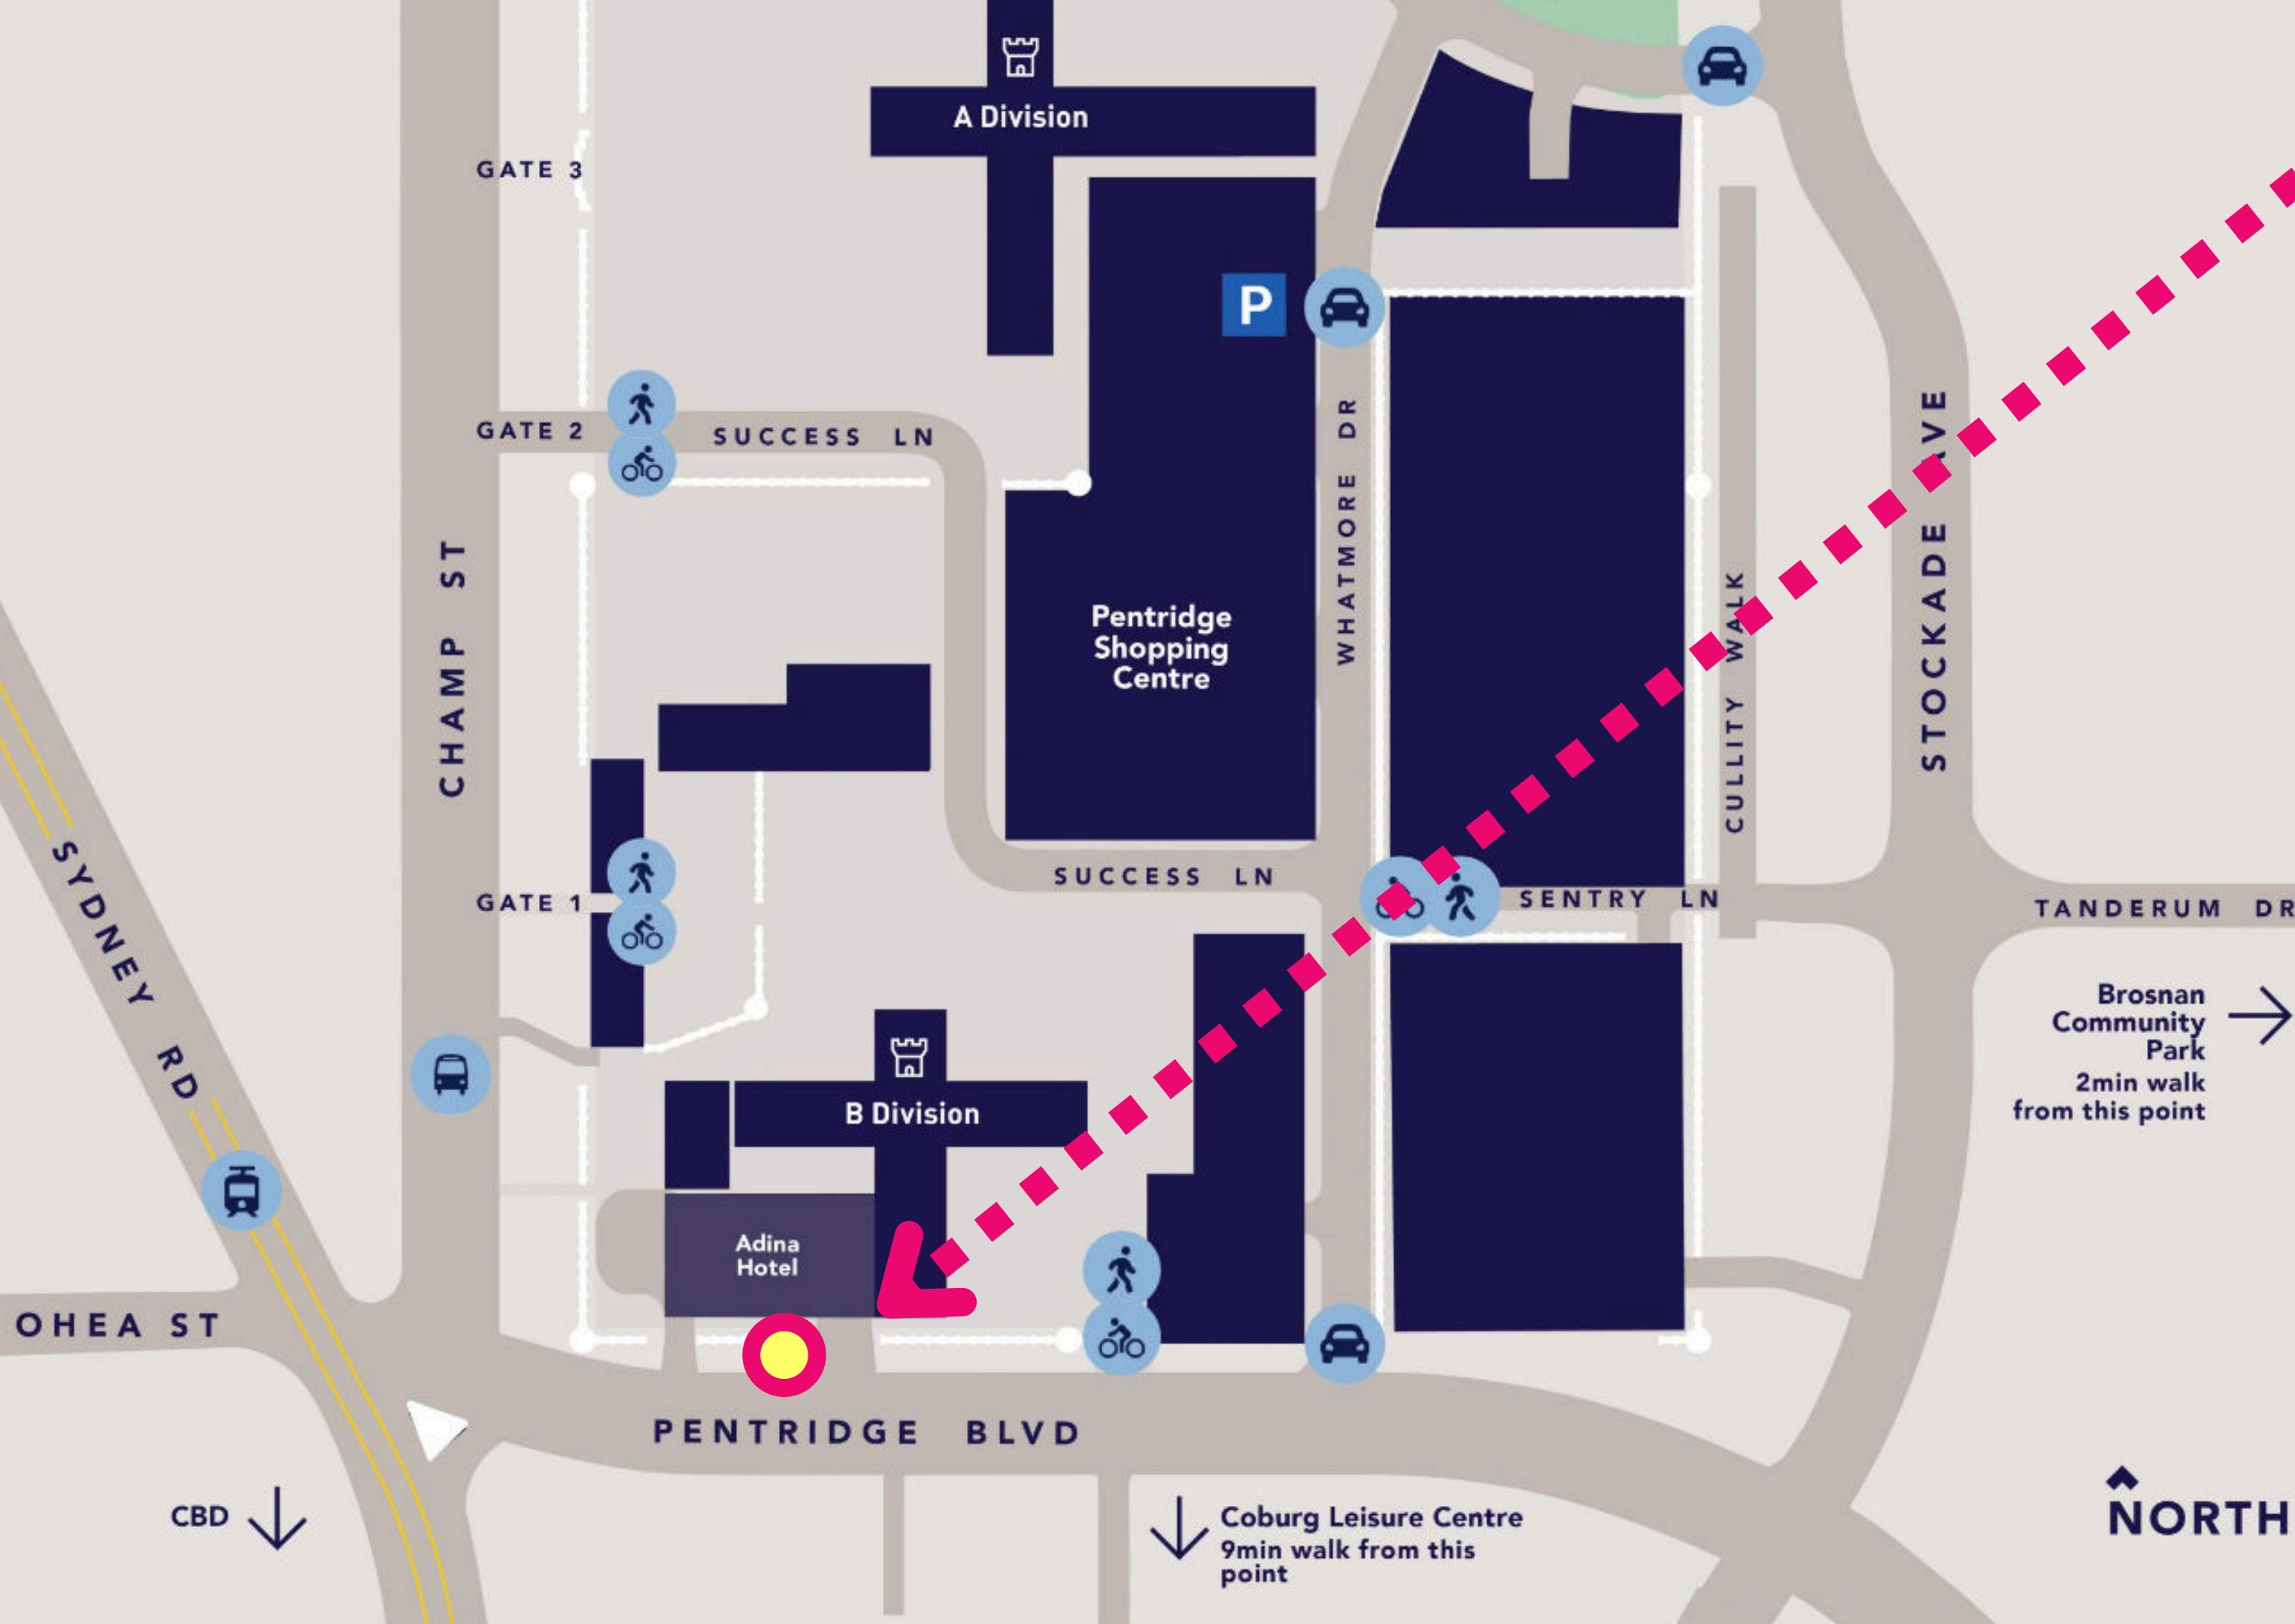 A Division
GATE 3
P
GATE 2
SUCCESS LN
WHATMORE DR
STOCKADE AVE
CHAMP ST
Pentridge
Shopping
Centre
CULLITY WALK
SYDNEY RD
SUCCESS LN
GATE 1
SENTRY LN
TANDERUM DR
Brosnan
Community
Park
2min walk
from this point
B Division
Adina
Hotel
OHEA ST
PENTRIDGE BLVD
CBD
Coburg Leisure Centre
9min walk from this
point
NORTH